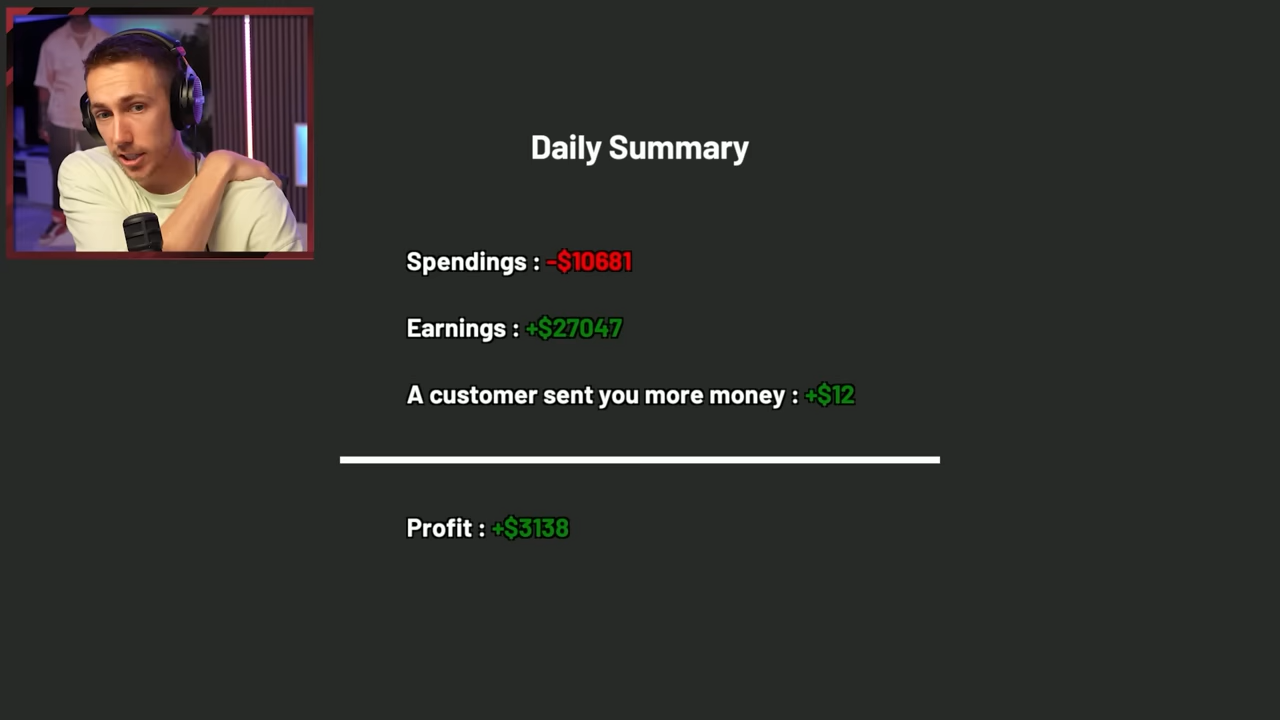 Daily Summary
Spendings : -$10681
Earnings : +$27047
A customer sent you more money : +$12
Profit : +$3138